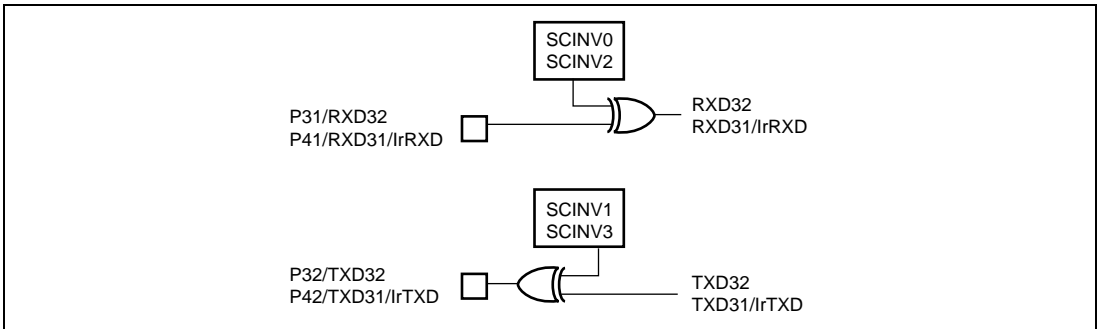 SCINV0
SCINV2
P31/RXD32
P41/RXD31/IrRXD
RXD32
RXD31/IrRXD
SCINV1
SCINV3
P32/TXD32
P42/TXD31/IrTXD
TXD32
TXD31/IrTXD